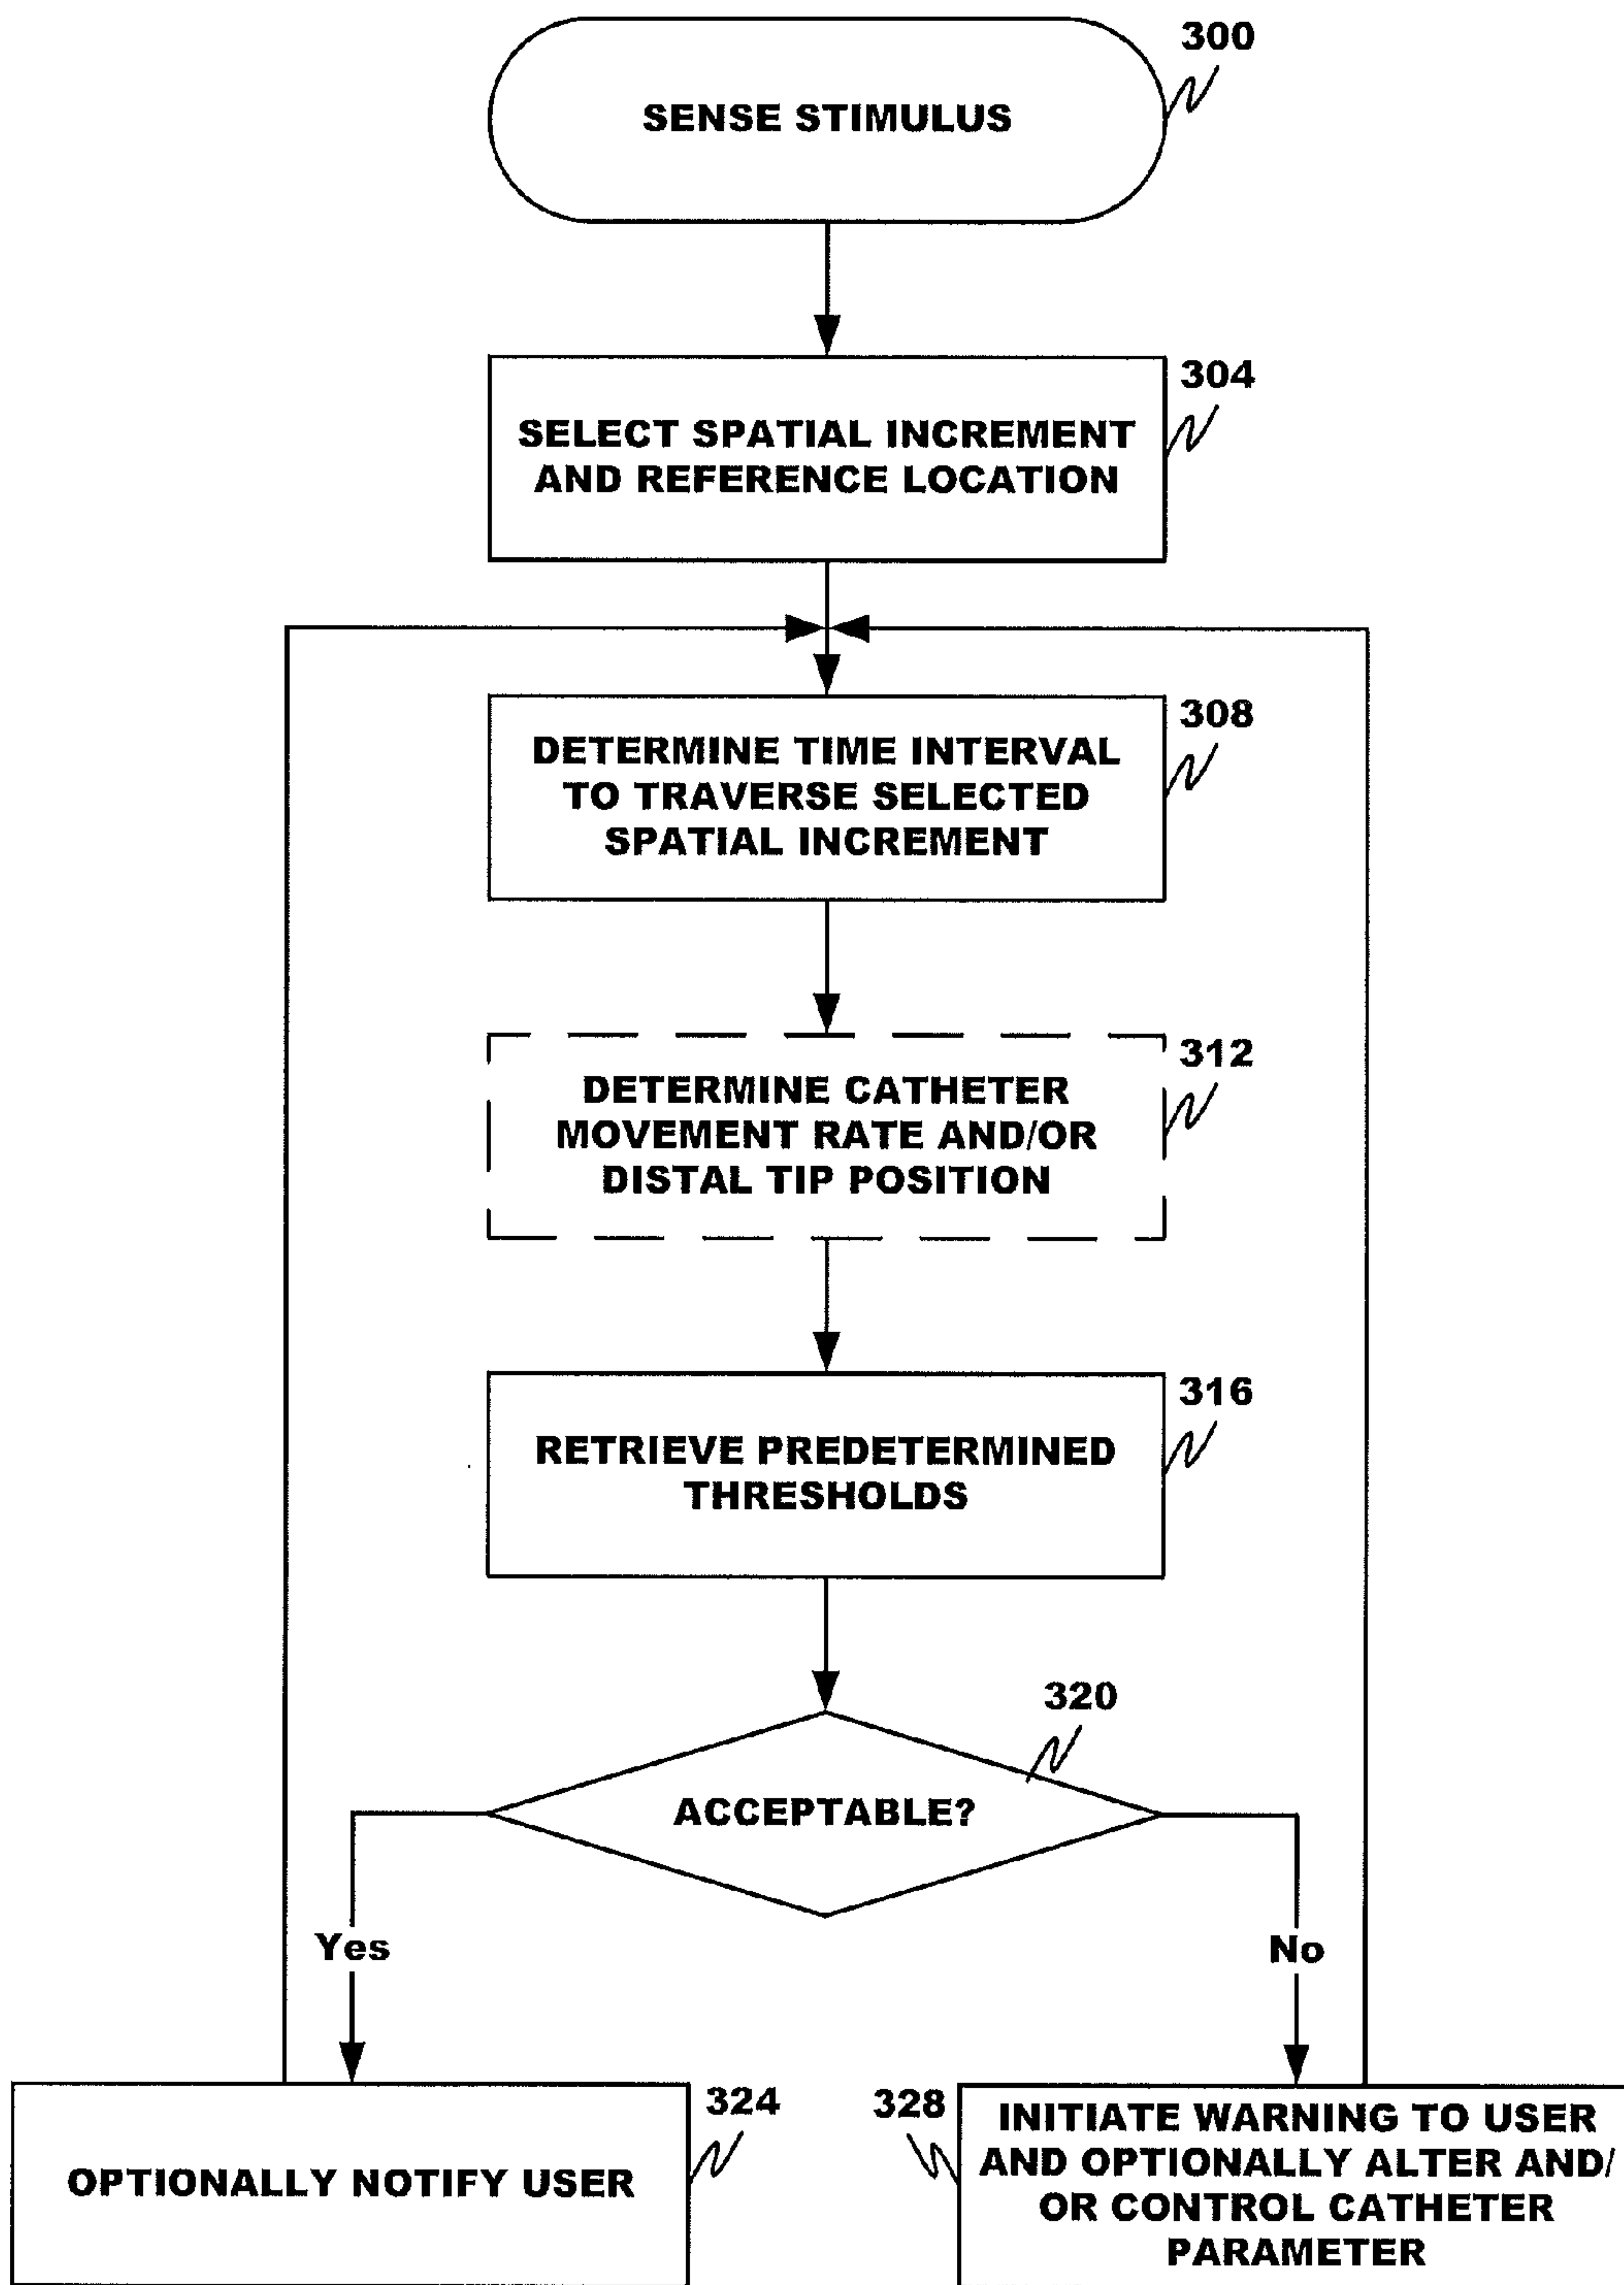 300
SENSE STIMULUS
304
SELECT SPATIAL INCREMENT
AND REFERENCE LOCATION
308
DETERMINE TIME INTERVAL
TO TRAVERSE SELECTED
SPATIAL INCREMENT
312
DETERMINE CATHETER
MOVEMENT RATE AND/OR
DISTAL TIP POSITION
316
RETRIEVE PREDETERMINED
THRESHOLDS
320
ACCEPTABLE?
Yes
No
324
OPTIONALLY NOTIFY USER
328
INITIATE WARNING TO USER
AND OPTIONALLY ALTER AND/
OR CONTROL CATHETER
PARAMETER